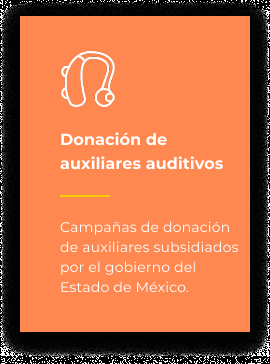 Donación de
auxiliares auditivos
Campañas de donación
de auxiliares subsidiados
por el gobierno del
Estado de México.